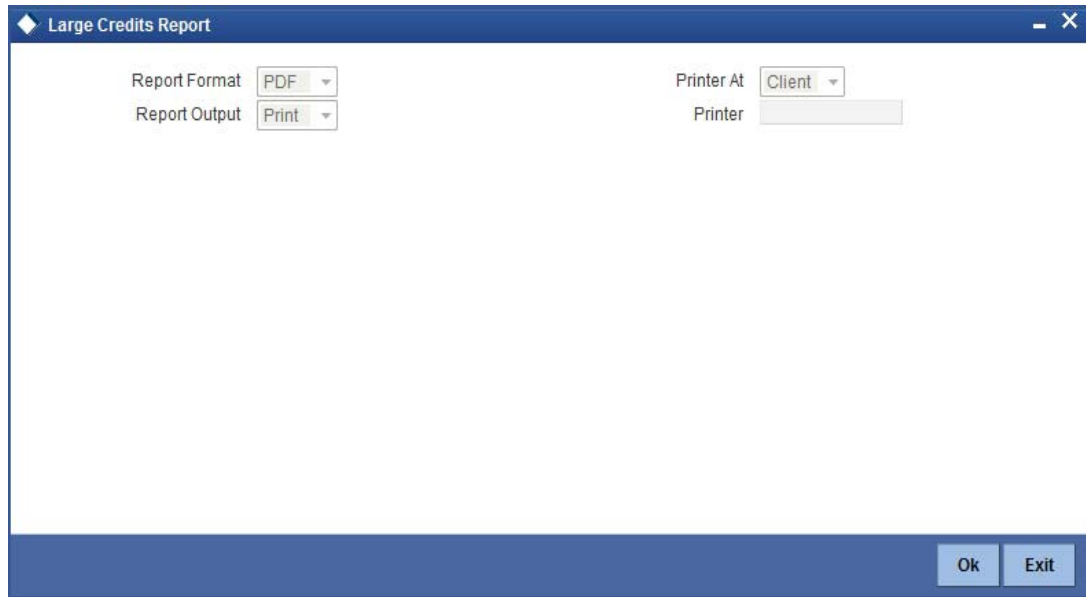 Large Credits Report
Report Format PDF Printer At Client
Report Output Print Printer
Ok Exit